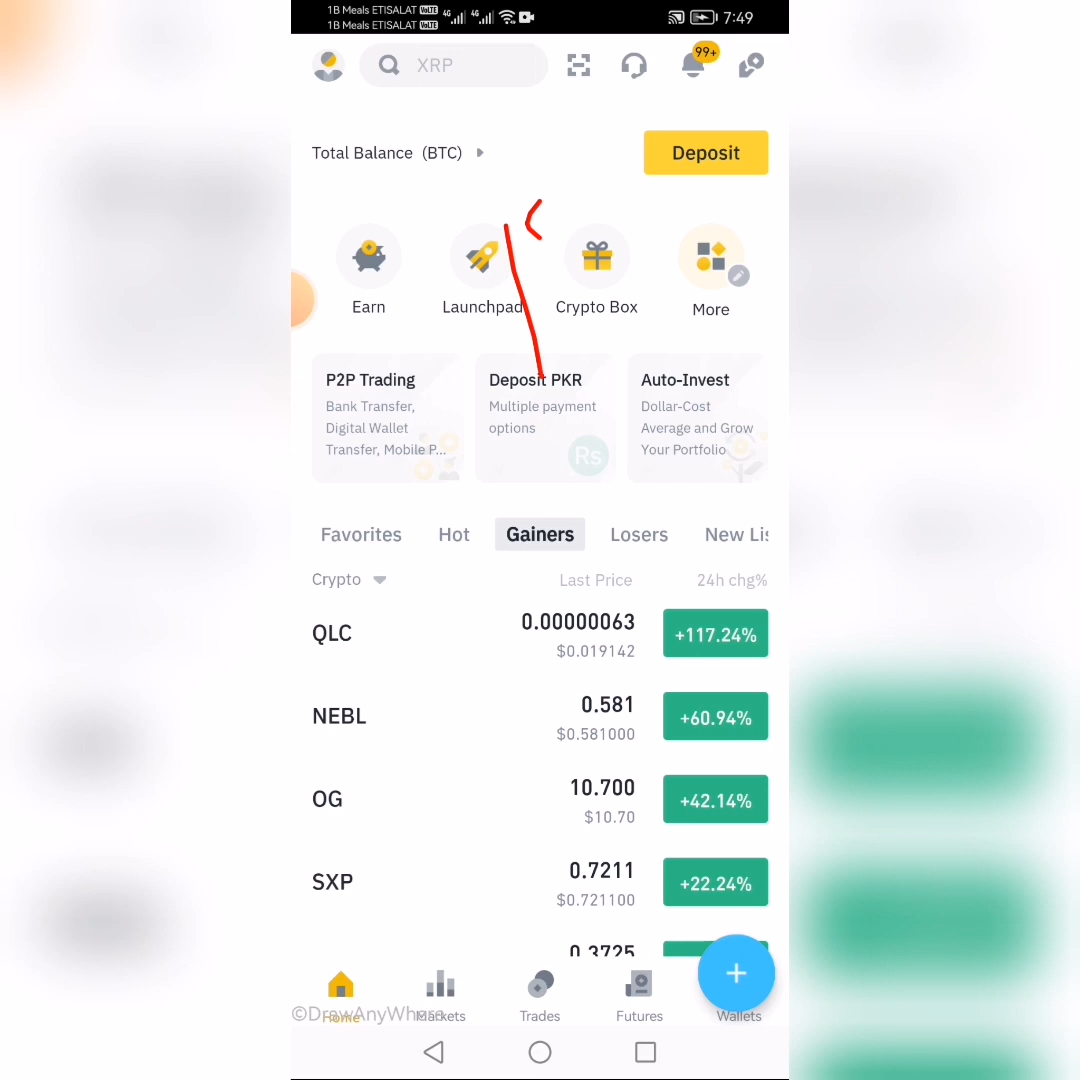 1B Meals ETISALAT VoLTE 4G 4G 7:49
1B Meals ETISALAT VoLTE
XRP
99+
Total Balance (BTC)
Deposit
Earn
Launchpad
Crypto Box
More
P2P Trading
Bank Transfer,
Digital Wallet
Transfer, Mobile P...
Deposit PKR
Multiple payment
options
Rs
Auto-Invest
Dollar-Cost
Average and Grow
Your Portfolio
Favorites Hot Gainers Losers New Lis
Crypto Last Price 24h chg%
QLC 0.00000063 +117.24%
$0.019142
NEBL 0.581 +60.94%
$0.581000
OG 10.700 +42.14%
$10.70
SXP 0.7211 +22.24%
$0.721100
0.3725
©DrawAnyWhere
Home Markets Trades Futures Wallets